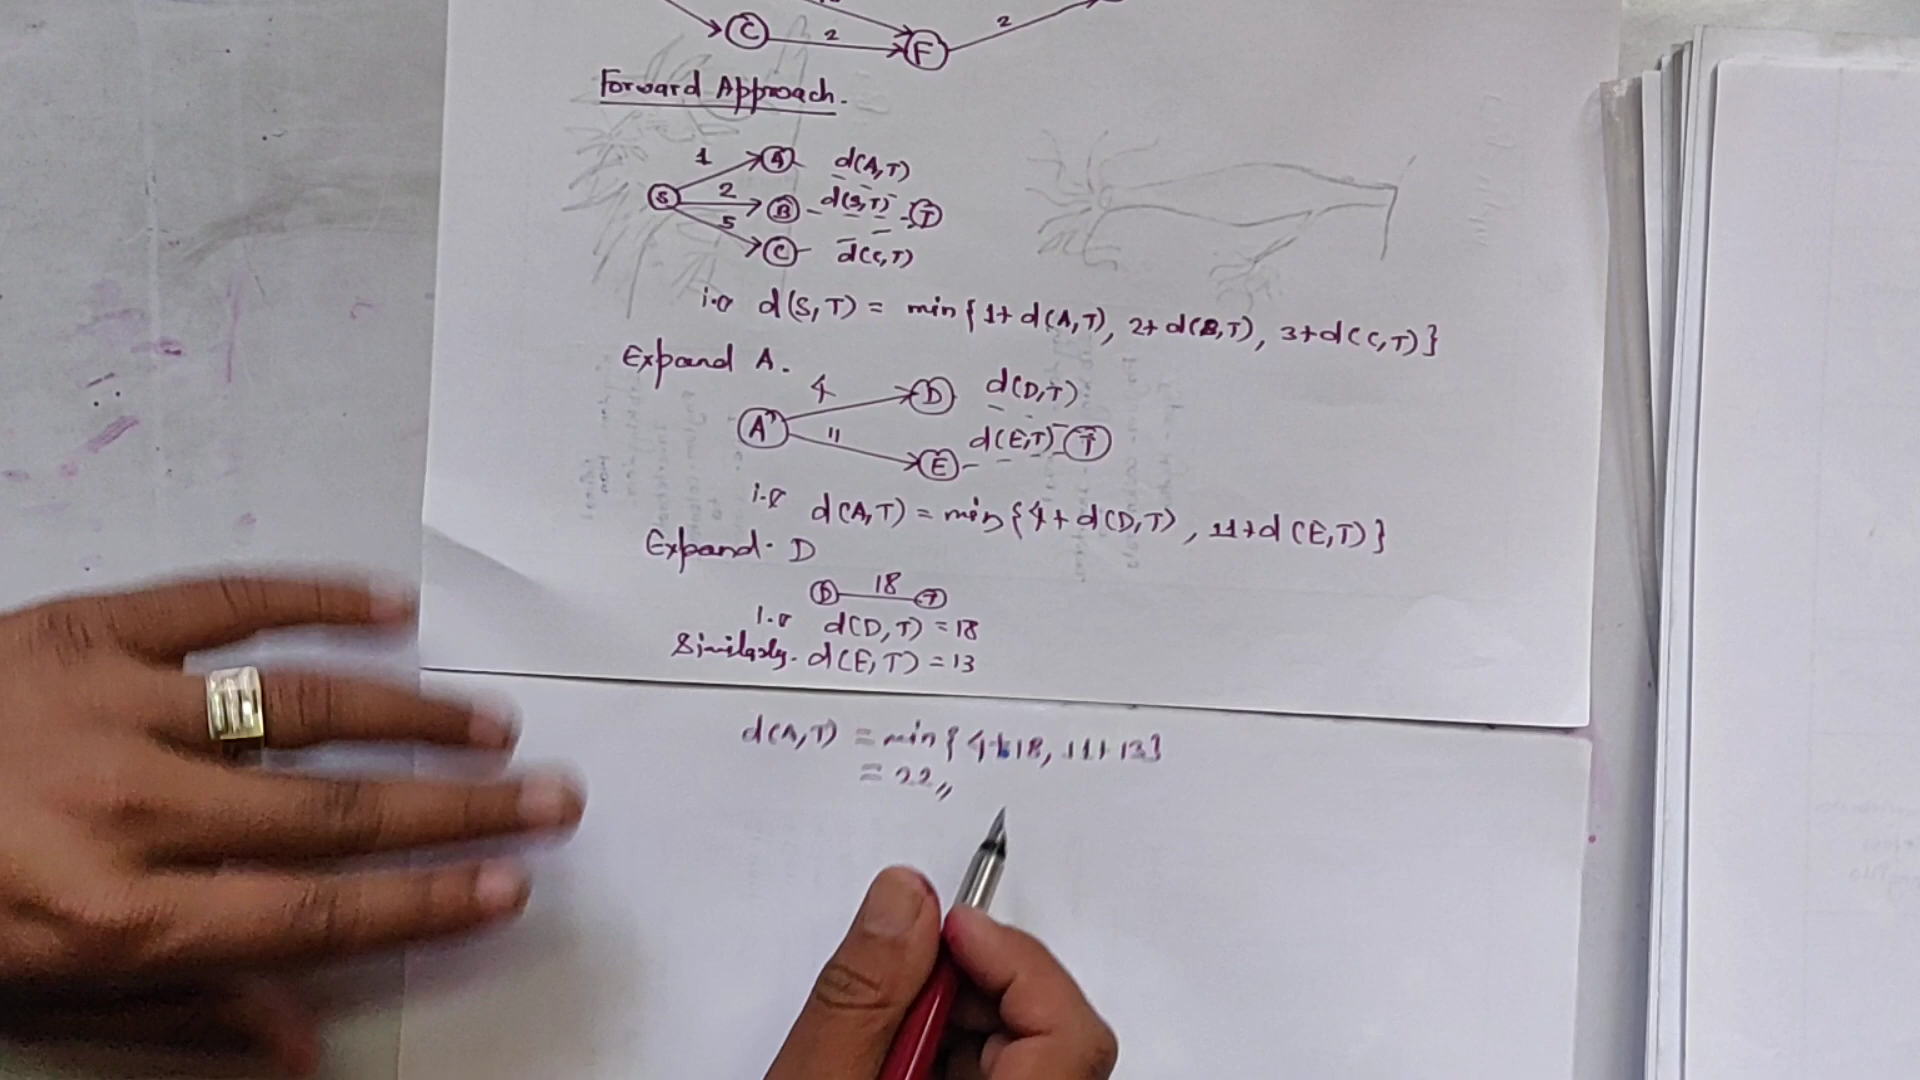 C 2 F 2
Forward Approach.
1 A d(A,T)
S 2 B d(S,T) T
5 C d(C,T)
i.e d(S,T) = min{1+d(A,T), 2+d(B,T), 3+d(C,T)}
Expand A.
4 D d(D,T)
A 11 E d(E,T) T
i.e d(A,T) = min{4+d(D,T), 11+d(E,T)}
Expand. D
D 18 T
i.e d(D,T) = 18
Similarly. d(E,T) = 13
d(A,T) = min{4+18, 11+13}
= 22,,